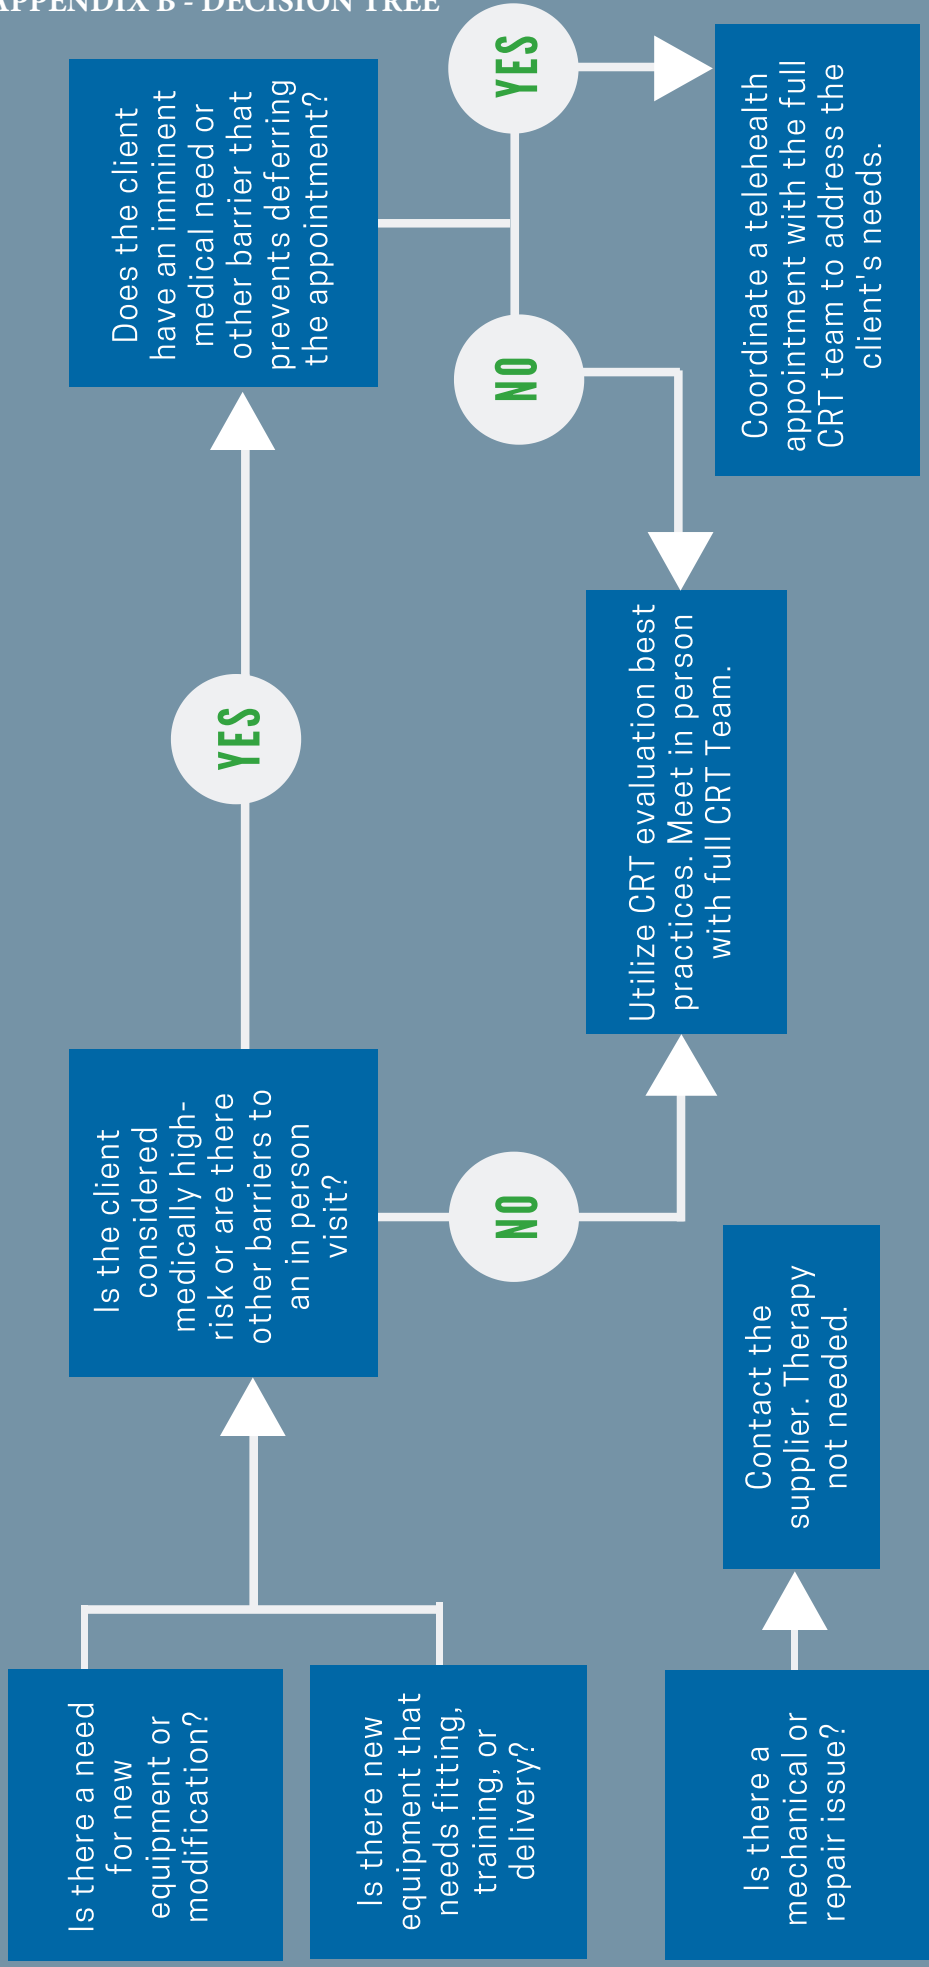 APPENDIX B - DECISION TREE
Is there a need
for new
equipment or
modification?
Is there new
equipment that
needs fitting,
training, or
delivery?
Is there a
mechanical or
repair issue?
Contact the
supplier. Therapy
not needed.
Is the client
considered
medically high-
risk or are there
other barriers to
an in person
visit?
NO
YES
Utilize CRT evaluation best
practices. Meet in person
with full CRT Team.
Does the client
have an imminent
medical need or
other barrier that
prevents deferring
the appointment?
NO
YES
Coordinate a telehealth
appointment with the full
CRT team to address the
client's needs.